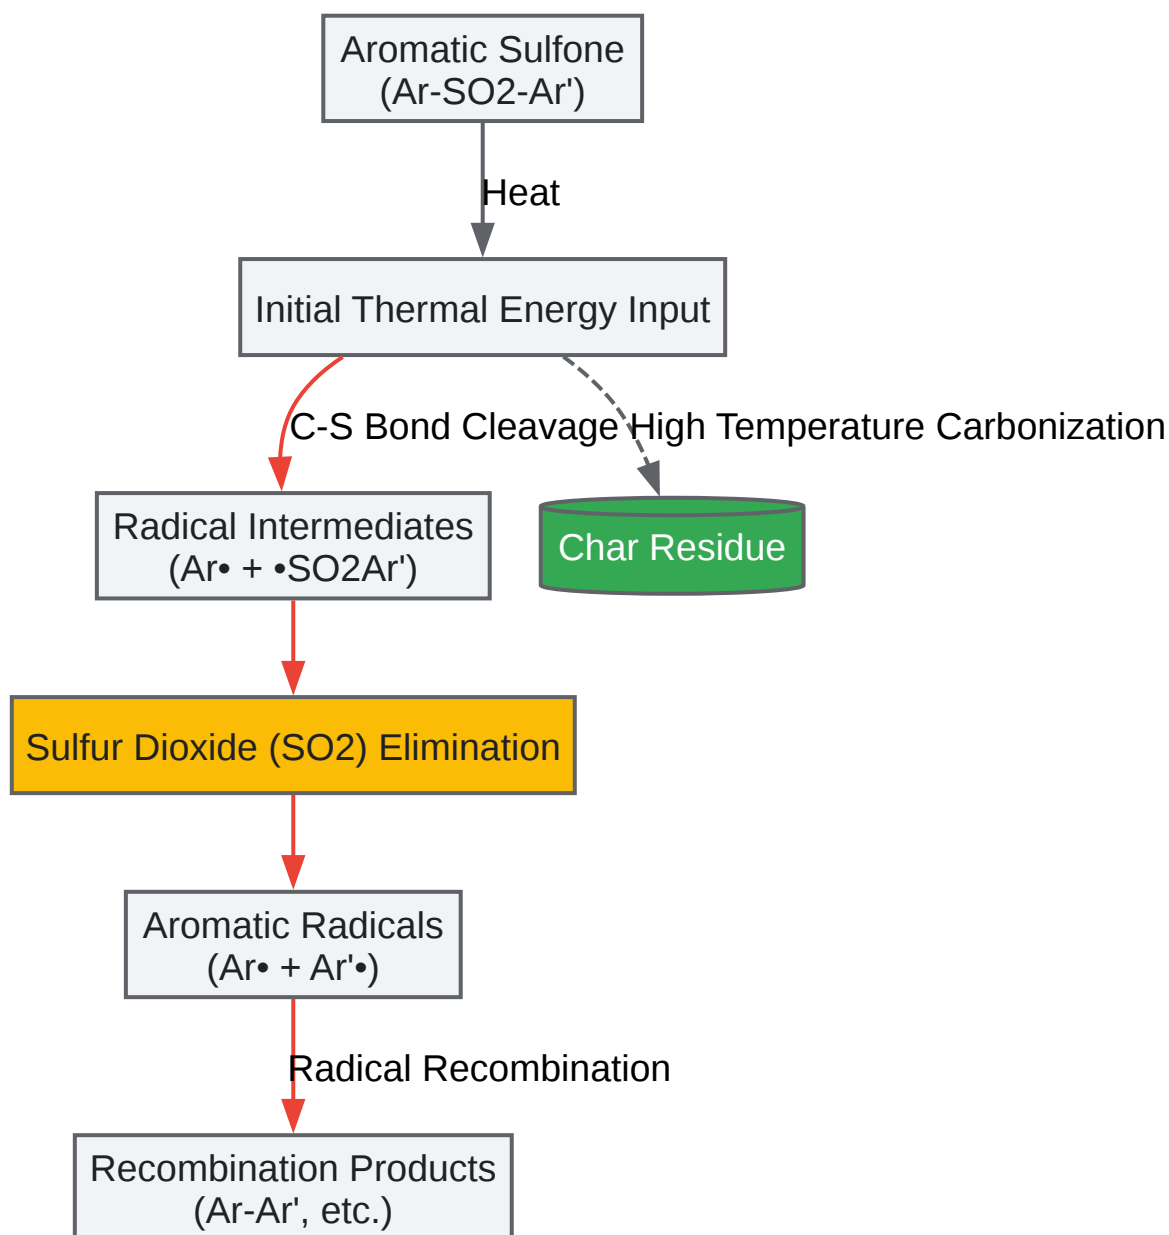 Aromatic Sulfone
(Ar-SO2-Ar')
Heat
Initial Thermal Energy Input
C-S Bond Cleavage
High Temperature Carbonization
Radical Intermediates
(Ar• + •SO2Ar')
Char Residue
Sulfur Dioxide (SO2) Elimination
Aromatic Radicals
(Ar• + Ar'•)
Radical Recombination
Recombination Products
(Ar-Ar', etc.)